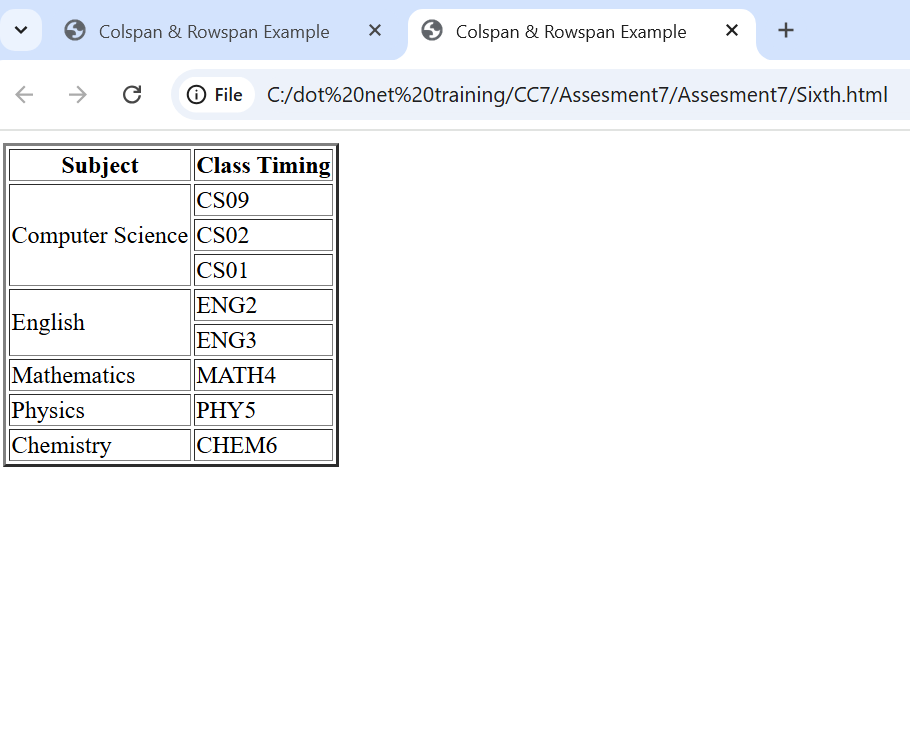 Colspan & Rowspan Example Colspan & Rowspan Example
File C:/dot%20net%20training/CC7/Assesment7/Assesment7/Sixth.html
Subject Class Timing
Computer Science CS09
CS02
CS01
English ENG2
ENG3
Mathematics MATH4
Physics PHY5
Chemistry CHEM6